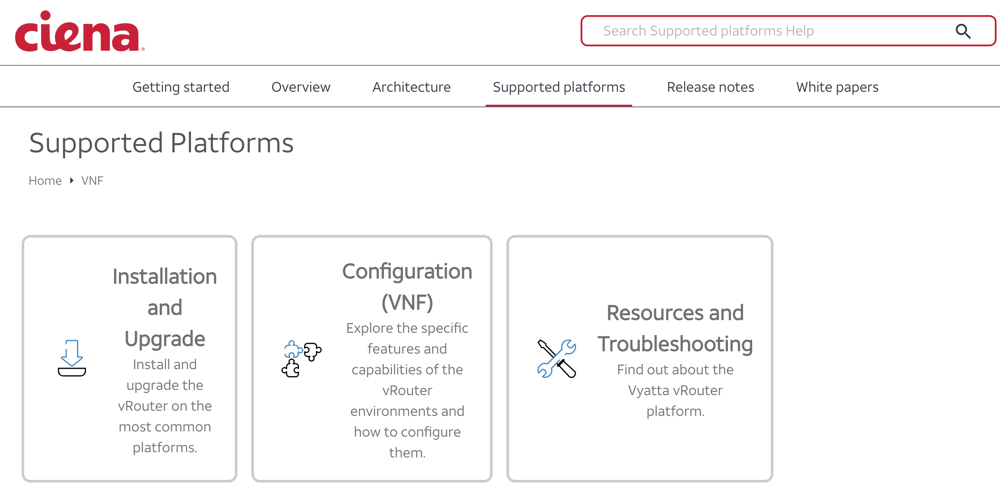 ciena®
Search Supported platforms Help
Getting started Overview Architecture Supported platforms Release notes White papers
Supported Platforms
Home VNF
Installation
and
Upgrade
Install and
upgrade the
vRouter on the
most common
platforms.
Configuration
(VNF)
Explore the specific
features and
capabilities of the
vRouter
environments and
how to configure
them.
Resources and
Troubleshooting
Find out about the
Vyatta vRouter
platform.